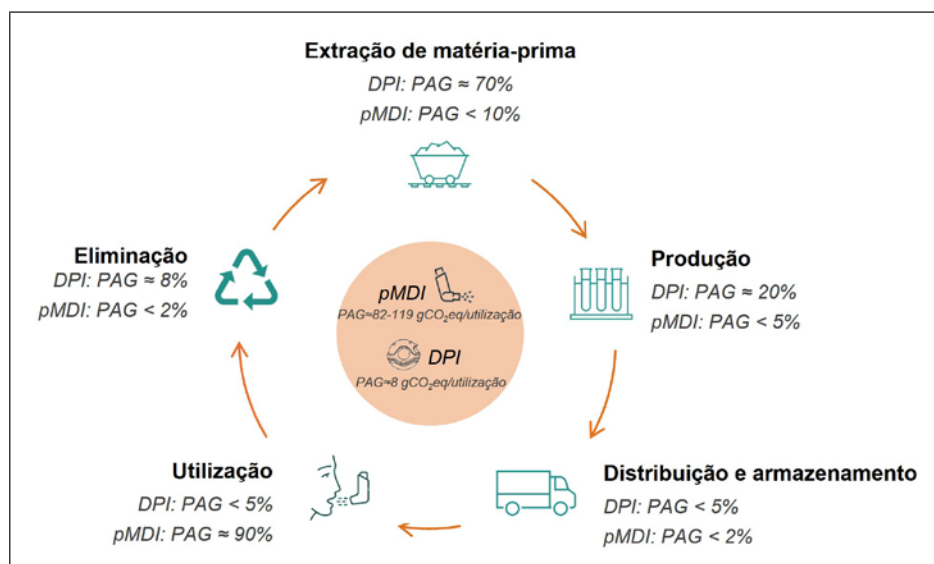 Extração de matéria-prima
DPI: PAG ≈ 70%
pMDI: PAG < 10%
Produção
DPI: PAG ≈ 20%
pMDI: PAG < 5%
Distribuição e armazenamento
DPI: PAG < 5%
pMDI: PAG < 2%
Utilização
DPI: PAG < 5%
pMDI: PAG ≈ 90%
Eliminação
DPI: PAG ≈ 8%
pMDI: PAG < 2%
pMDI
PAG≈82-119 gCO₂eq/utilização
DPI
PAG≈8 gCO₂eq/utilização